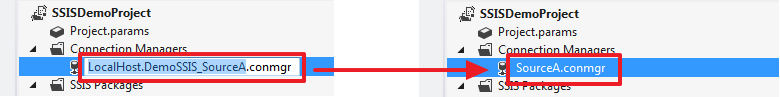 SSISDemoProject
Project.params
Connection Managers
LocalHost.DemoSSIS_SourceA.conmgr
SSIS Packages
SSISDemoProject
Project.params
Connection Managers
SourceA.conmgr
SSIS Packages